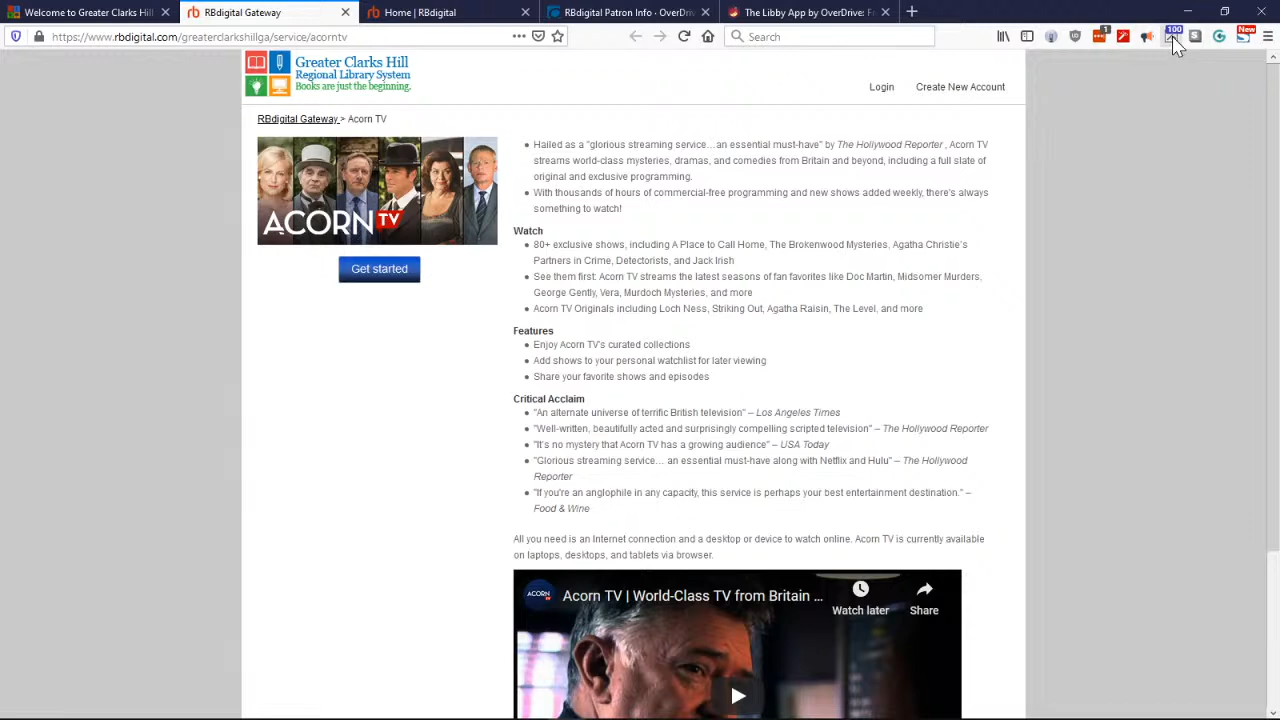 Welcome to Greater Clarks Hill
RBdigital Gateway
Home | RBdigital
RBdigital Patron Info - OverDriv
The Libby App by OverDrive: Fr
https://www.rbdigital.com/greaterclarkshillga/service/acorntv
Search
1
100
New
Greater Clarks Hill
Regional Library System
Books are just the beginning.
Login
Create New Account
RBdigital Gateway > Acorn TV
ACORN TV
Get started
Hailed as a "glorious streaming service…an essential must-have" by The Hollywood Reporter , Acorn TV
streams world-class mysteries, dramas, and comedies from Britain and beyond, including a full slate of
original and exclusive programming.
With thousands of hours of commercial-free programming and new shows added weekly, there's always
something to watch!
Watch
80+ exclusive shows, including A Place to Call Home, The Brokenwood Mysteries, Agatha Christie's
Partners in Crime, Detectorists, and Jack Irish
See them first: Acorn TV streams the latest seasons of fan favorites like Doc Martin, Midsomer Murders,
George Gently, Vera, Murdoch Mysteries, and more
Acorn TV Originals including Loch Ness, Striking Out, Agatha Raisin, The Level, and more
Features
Enjoy Acorn TV's curated collections
Add shows to your personal watchlist for later viewing
Share your favorite shows and episodes
Critical Acclaim
"An alternate universe of terrific British television" – Los Angeles Times
"Well-written, beautifully acted and surprisingly compelling scripted television" – The Hollywood Reporter
"It's no mystery that Acorn TV has a growing audience" – USA Today
"Glorious streaming service… an essential must-have along with Netflix and Hulu" – The Hollywood
Reporter
"If you're an anglophile in any capacity, this service is perhaps your best entertainment destination." –
Food & Wine
All you need is an Internet connection and a desktop or device to watch online. Acorn TV is currently available
on laptops, desktops, and tablets via browser.
ACORN TV
Acorn TV | World-Class TV from Britain ...
Watch later
Share